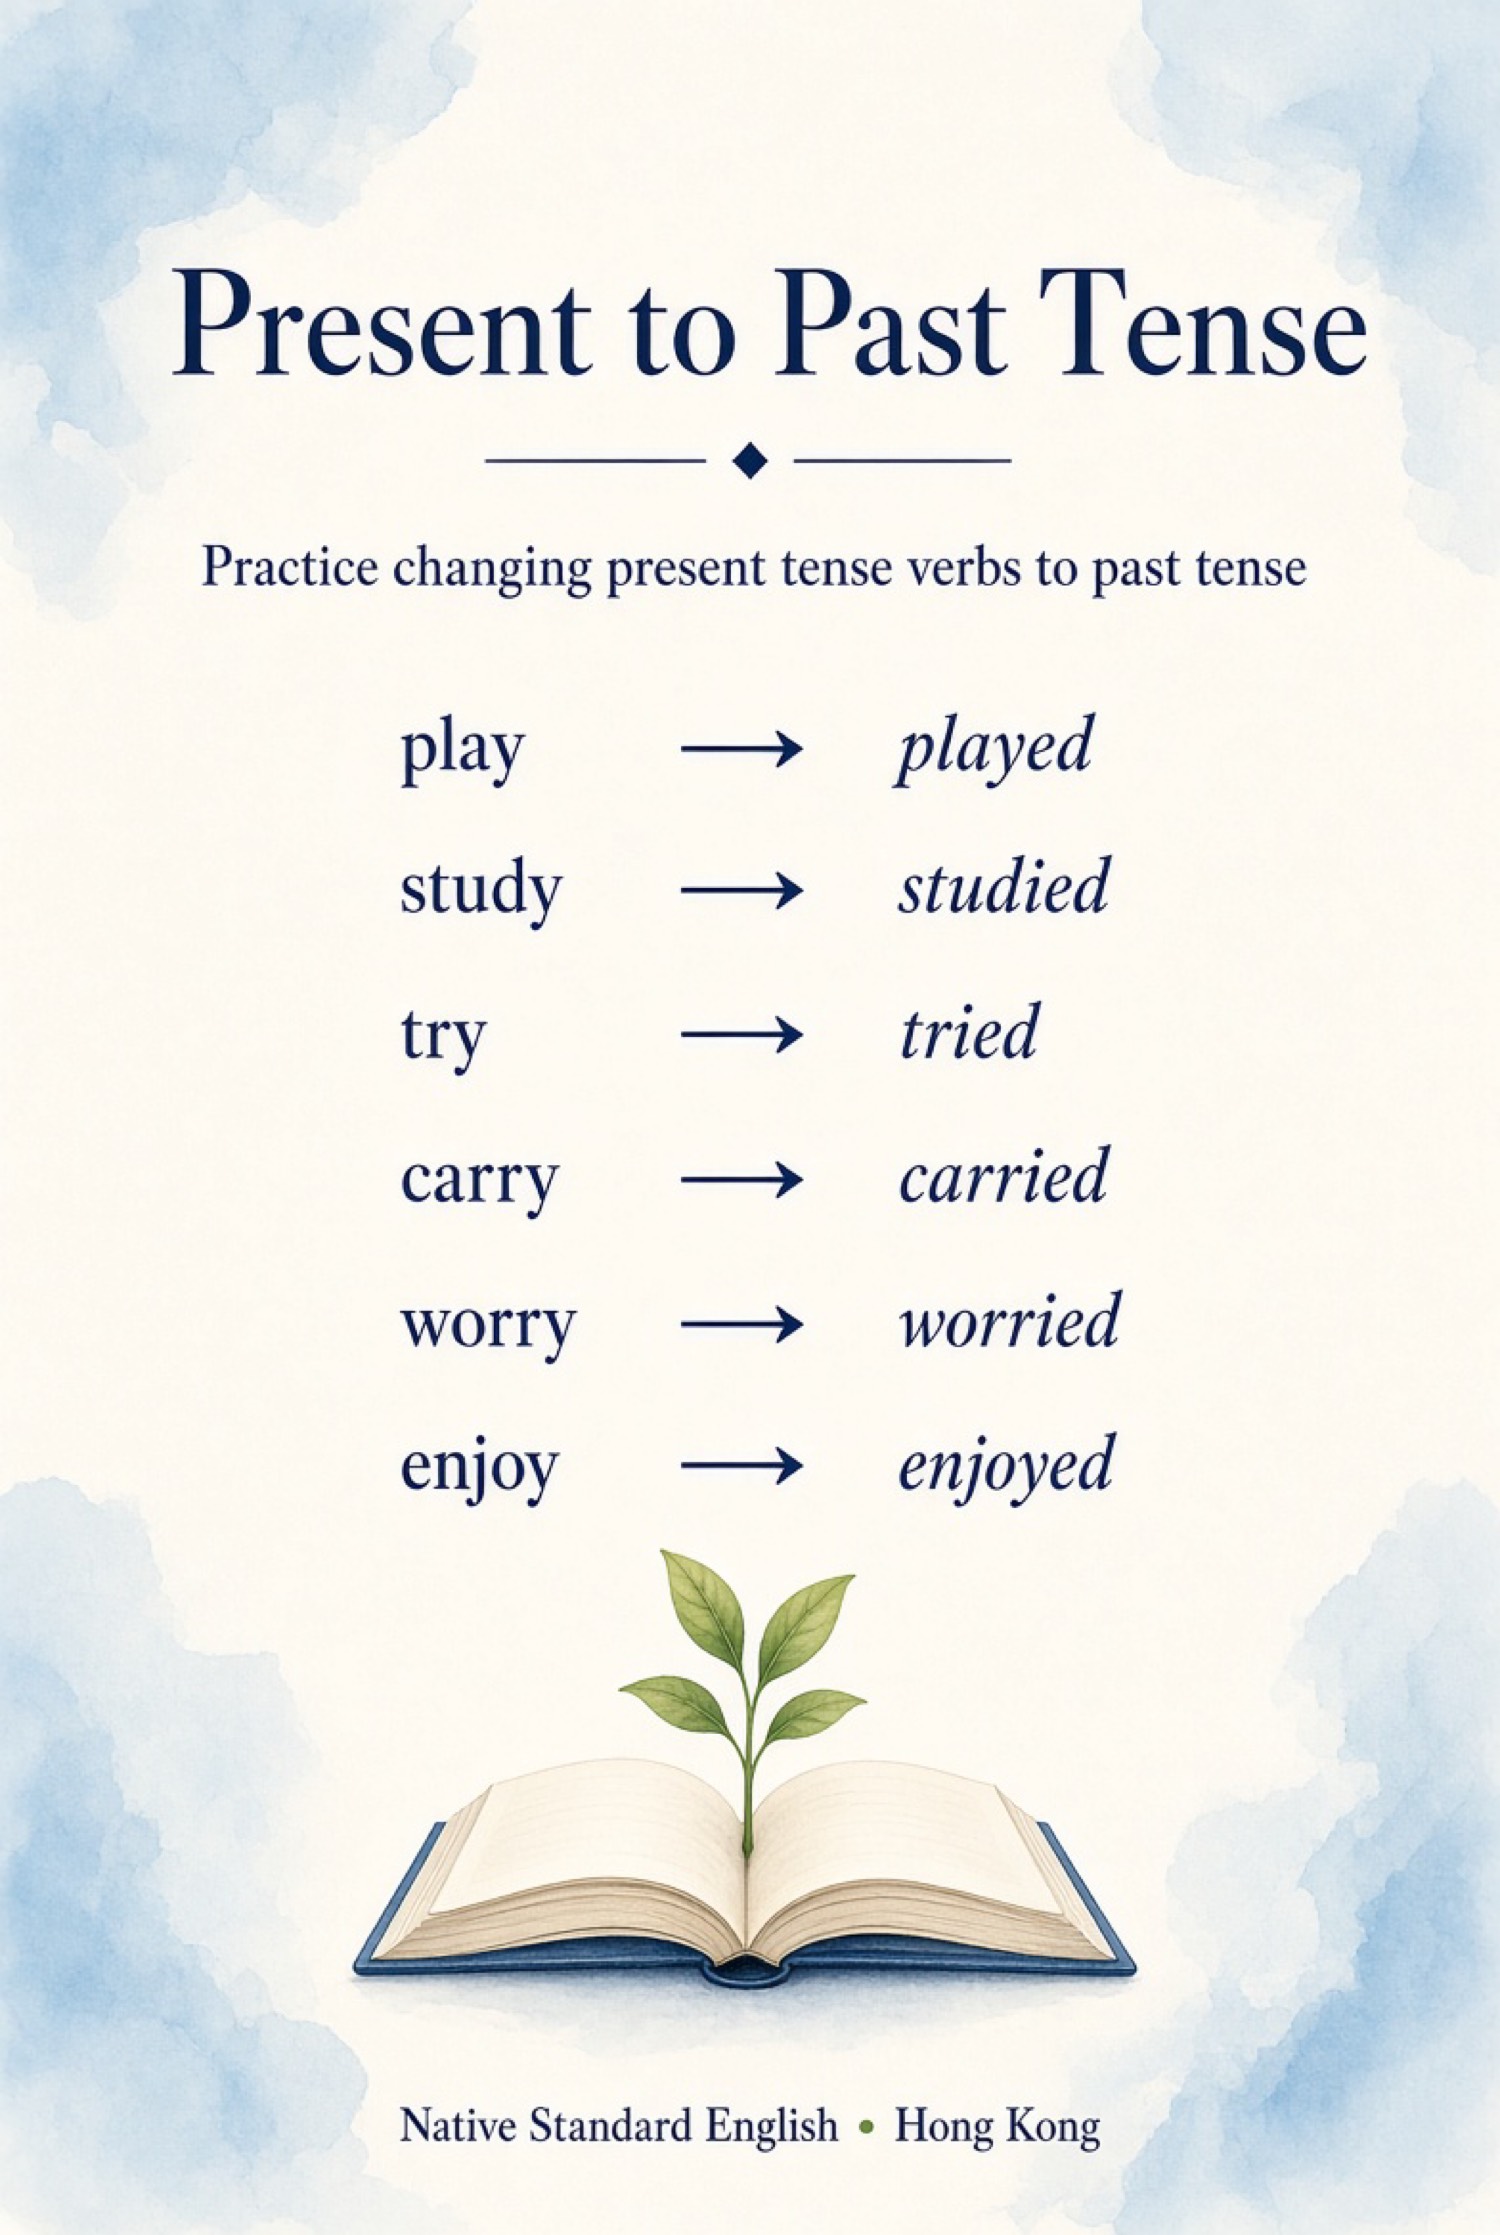 Present to Past Tense
Practice changing present tense verbs to past tense
play → played
study → studied
try → tried
carry → carried
worry → worried
enjoy → enjoyed
Native Standard English • Hong Kong